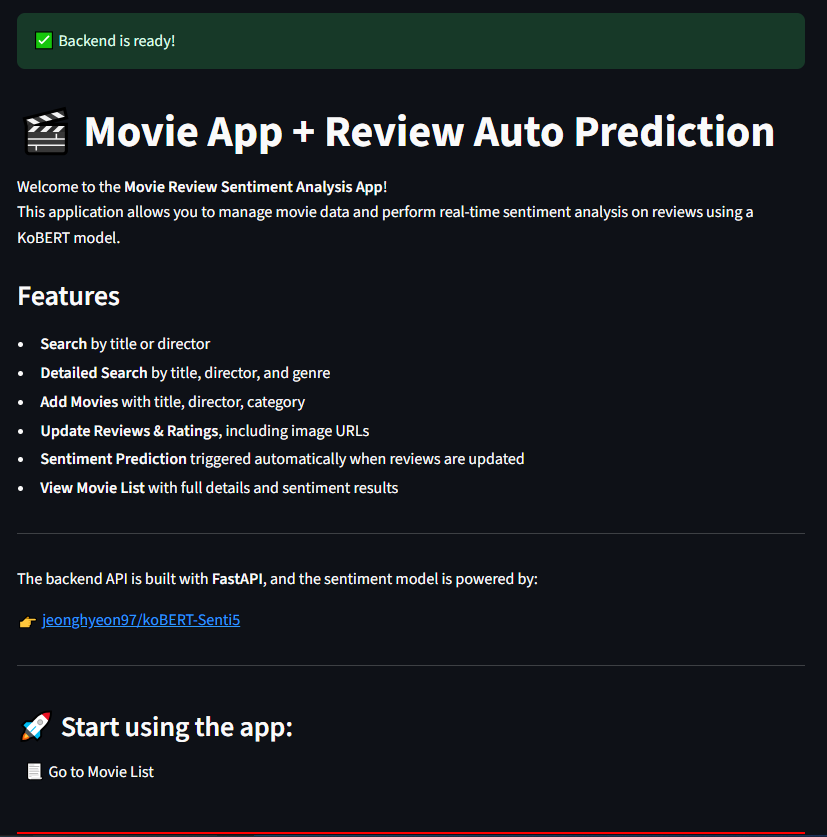 ✅ Backend is ready!
🎬 Movie App + Review Auto Prediction
Welcome to the Movie Review Sentiment Analysis App!
This application allows you to manage movie data and perform real-time sentiment analysis on reviews using a
KoBERT model.
Features
• Search by title or director
• Detailed Search by title, director, and genre
• Add Movies with title, director, category
• Update Reviews & Ratings, including image URLs
• Sentiment Prediction triggered automatically when reviews are updated
• View Movie List with full details and sentiment results
The backend API is built with FastAPI, and the sentiment model is powered by:
👉 jeonghyeon97/koBERT-Senti5
🚀 Start using the app:
📃 Go to Movie List